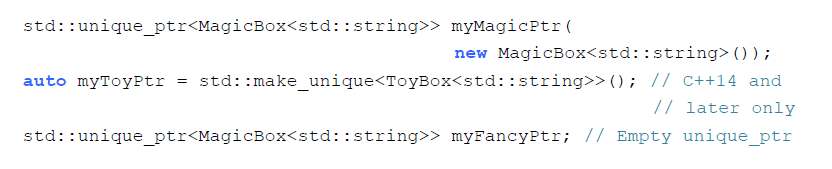 std::unique_ptr<MagicBox<std::string>> myMagicPtr(
new MagicBox<std::string>());
auto myToyPtr = std::make_unique<ToyBox<std::string>>(); // C++14 and
// later only
std::unique_ptr<MagicBox<std::string>> myFancyPtr; // Empty unique_ptr